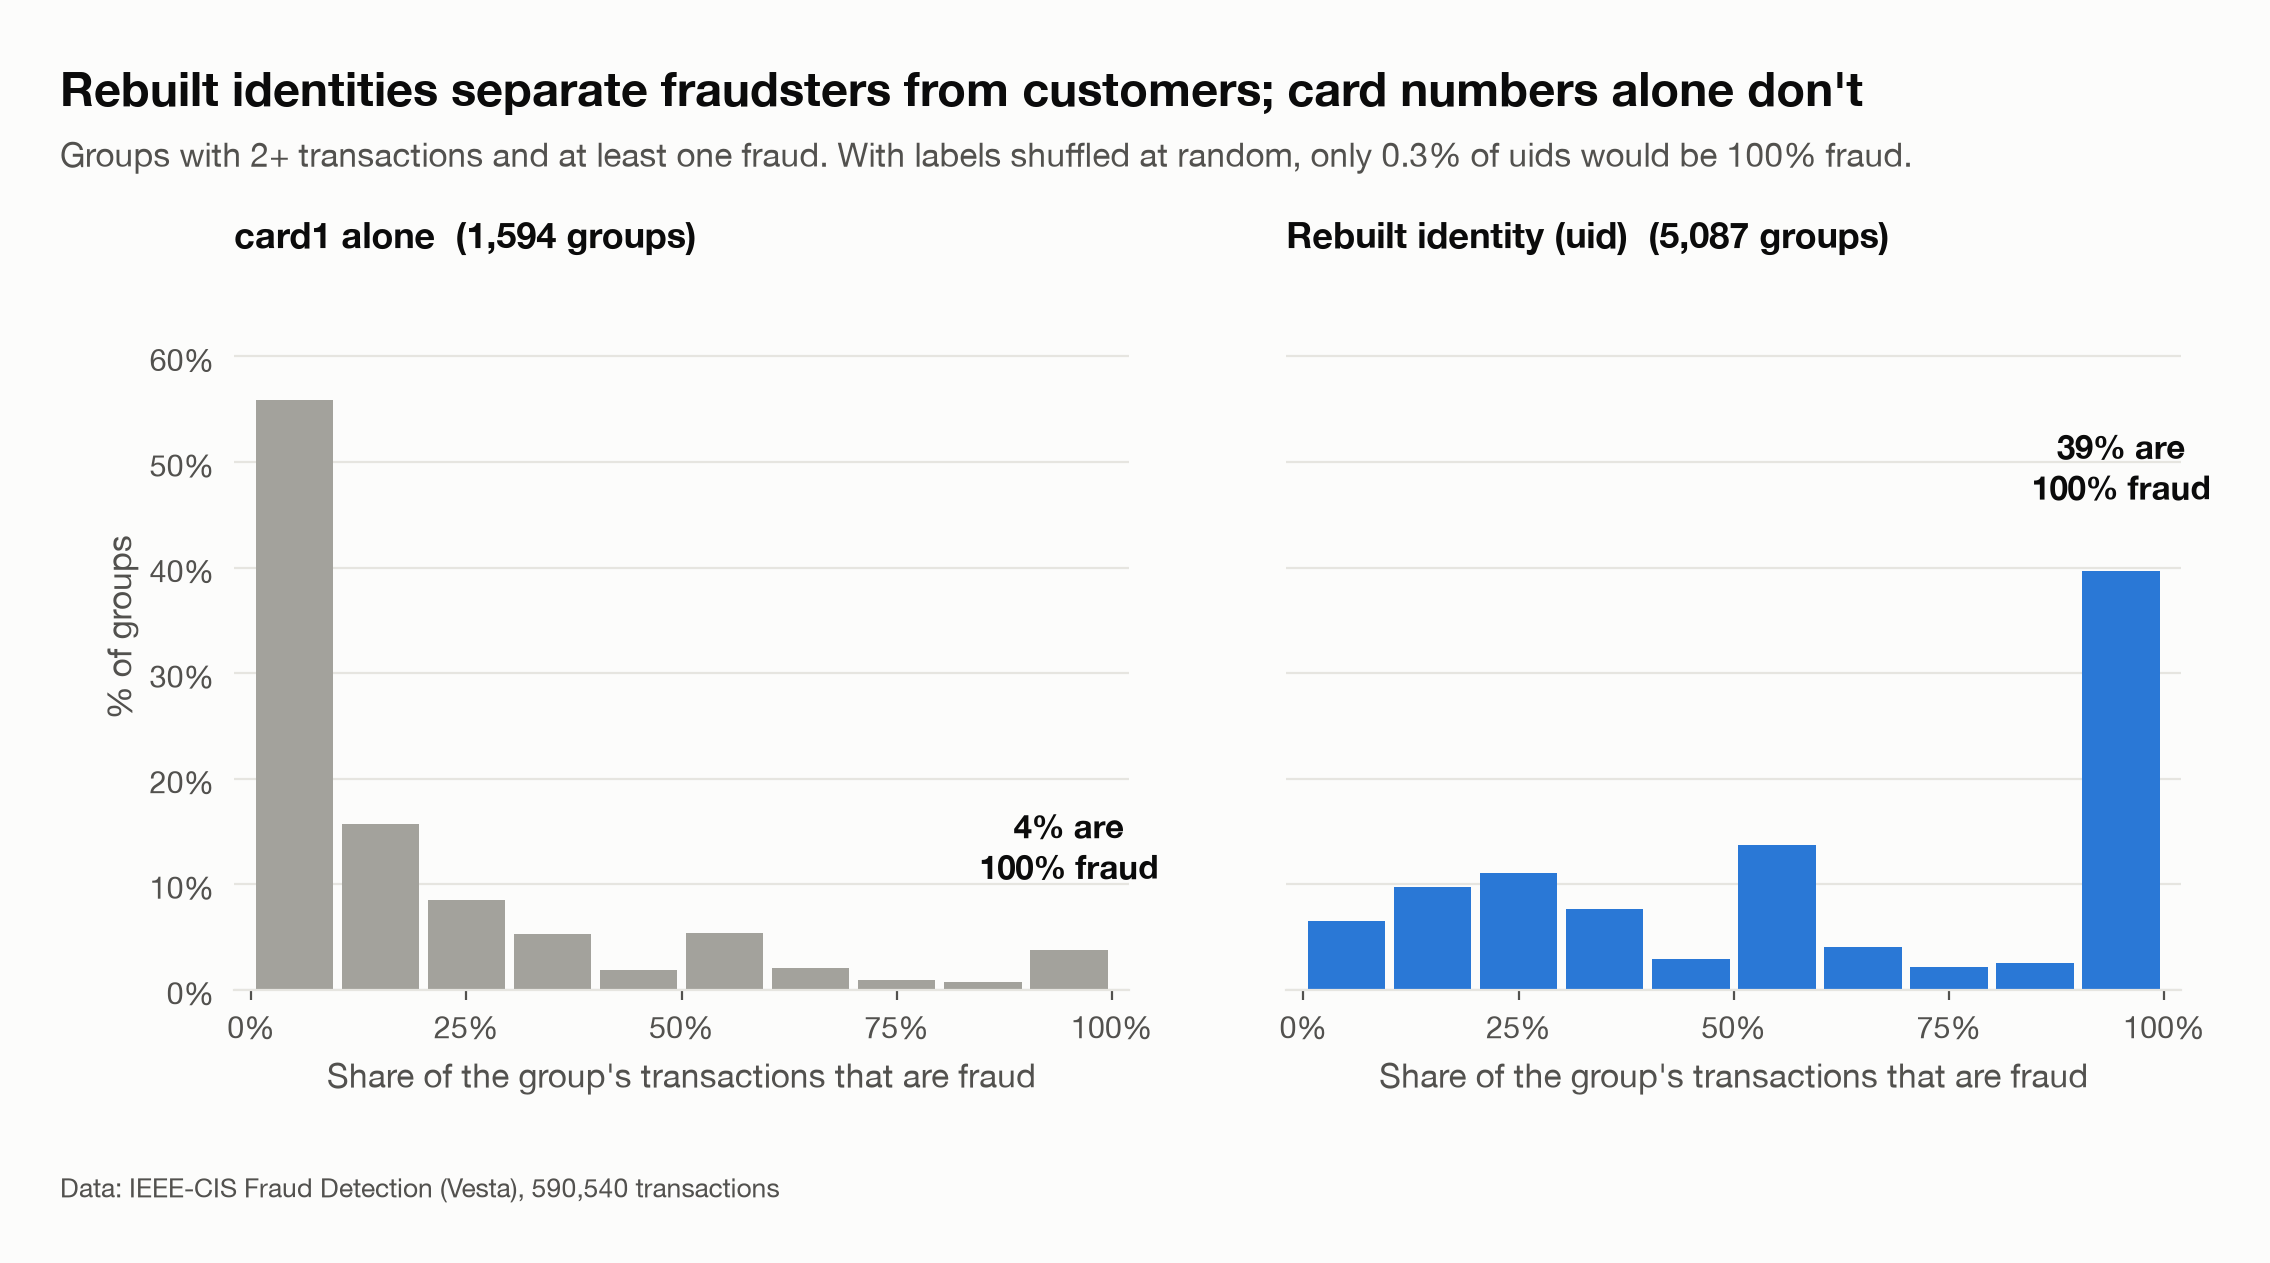 Rebuilt identities separate fraudsters from customers; card numbers alone don't
Groups with 2+ transactions and at least one fraud. With labels shuffled at random, only 0.3% of uids would be 100% fraud.
card1 alone  (1,594 groups)
% of groups
60%
50%
40%
30%
20%
10%
0%
4% are
100% fraud
0%
25%
50%
75%
100%
Share of the group's transactions that are fraud
Rebuilt identity (uid)  (5,087 groups)
39% are
100% fraud
0%
25%
50%
75%
100%
Share of the group's transactions that are fraud
Data: IEEE-CIS Fraud Detection (Vesta), 590,540 transactions